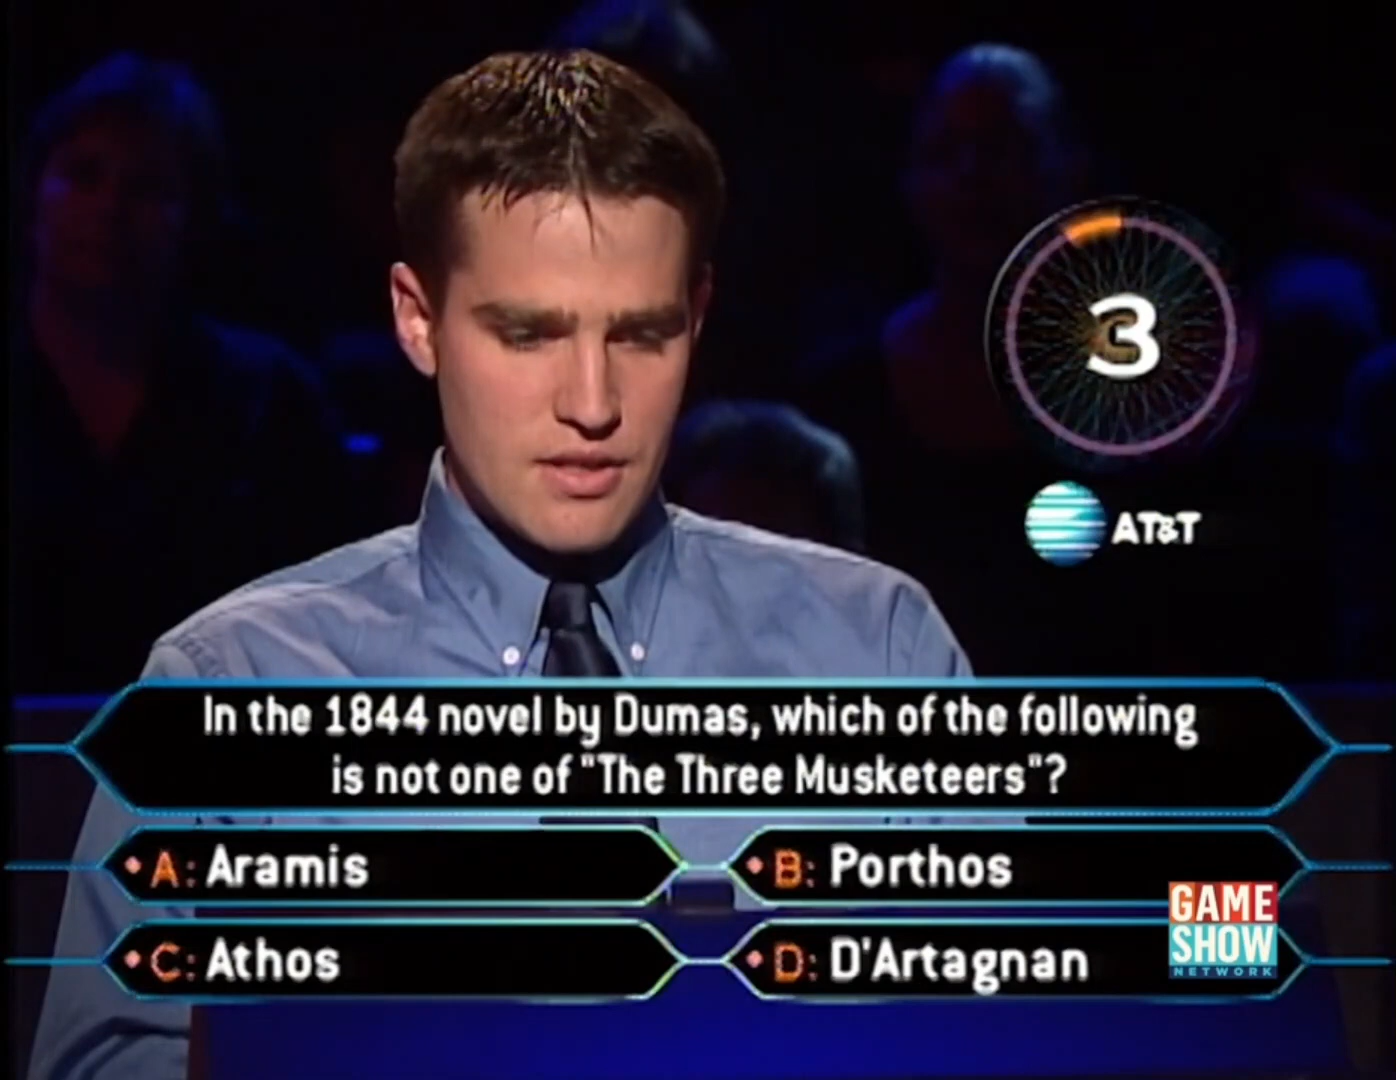 3
AT&T
In the 1844 novel by Dumas, which of the following
is not one of "The Three Musketeers"?
A: Aramis
B: Porthos
C: Athos
D: D'Artagnan
GAME
SHOW
NETWORK